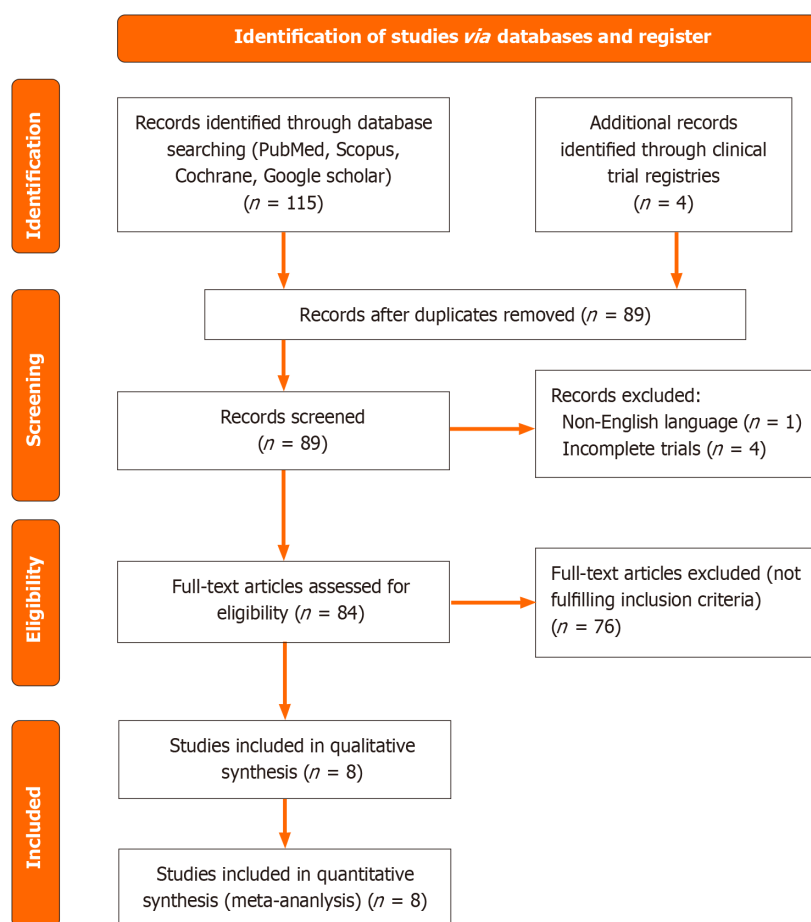 Identification of studies via databases and register
Identification
Records identified through database
searching (PubMed, Scopus,
Cochrane, Google scholar)
(n = 115)
Additional records
identified through clinical
trial registries
(n = 4)
Records after duplicates removed (n = 89)
Screening
Records screened
(n = 89)
Records excluded:
Non-English language (n = 1)
Incomplete trials (n = 4)
Eligibility
Full-text articles assessed for
eligibility (n = 84)
Full-text articles excluded (not
fulfilling inclusion criteria)
(n = 76)
Included
Studies included in qualitative
synthesis (n = 8)
Studies included in quantitative
synthesis (meta-ananlysis) (n = 8)